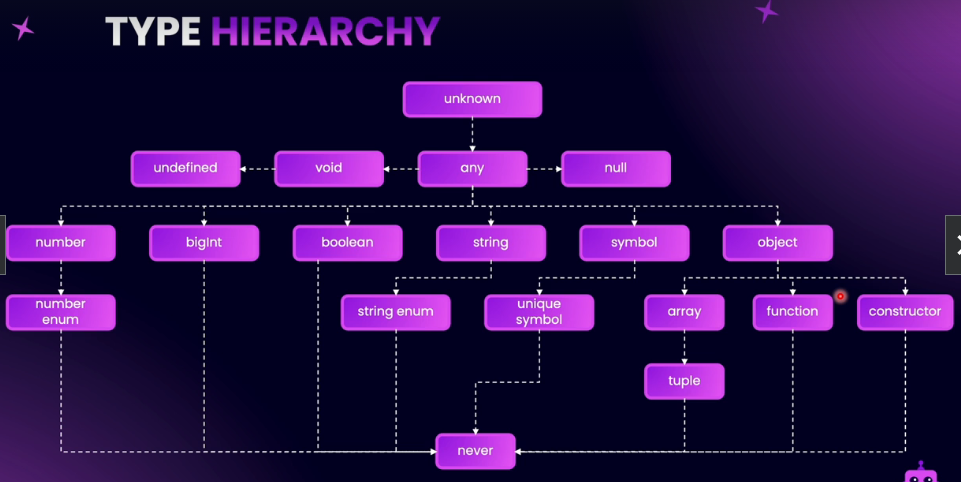 TYPE HIERARCHY
unknown
undefined
void
any
null
number
bigInt
boolean
string
symbol
object
number
enum
string enum
unique
symbol
array
function
constructor
tuple
never